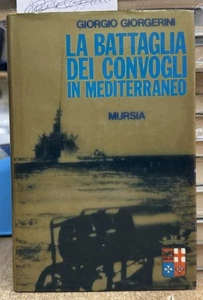 GIORGIO GIORGERINI
LA BATTAGLIA
DEI CONVOGLI
IN MEDITERRANEO
MURSIA